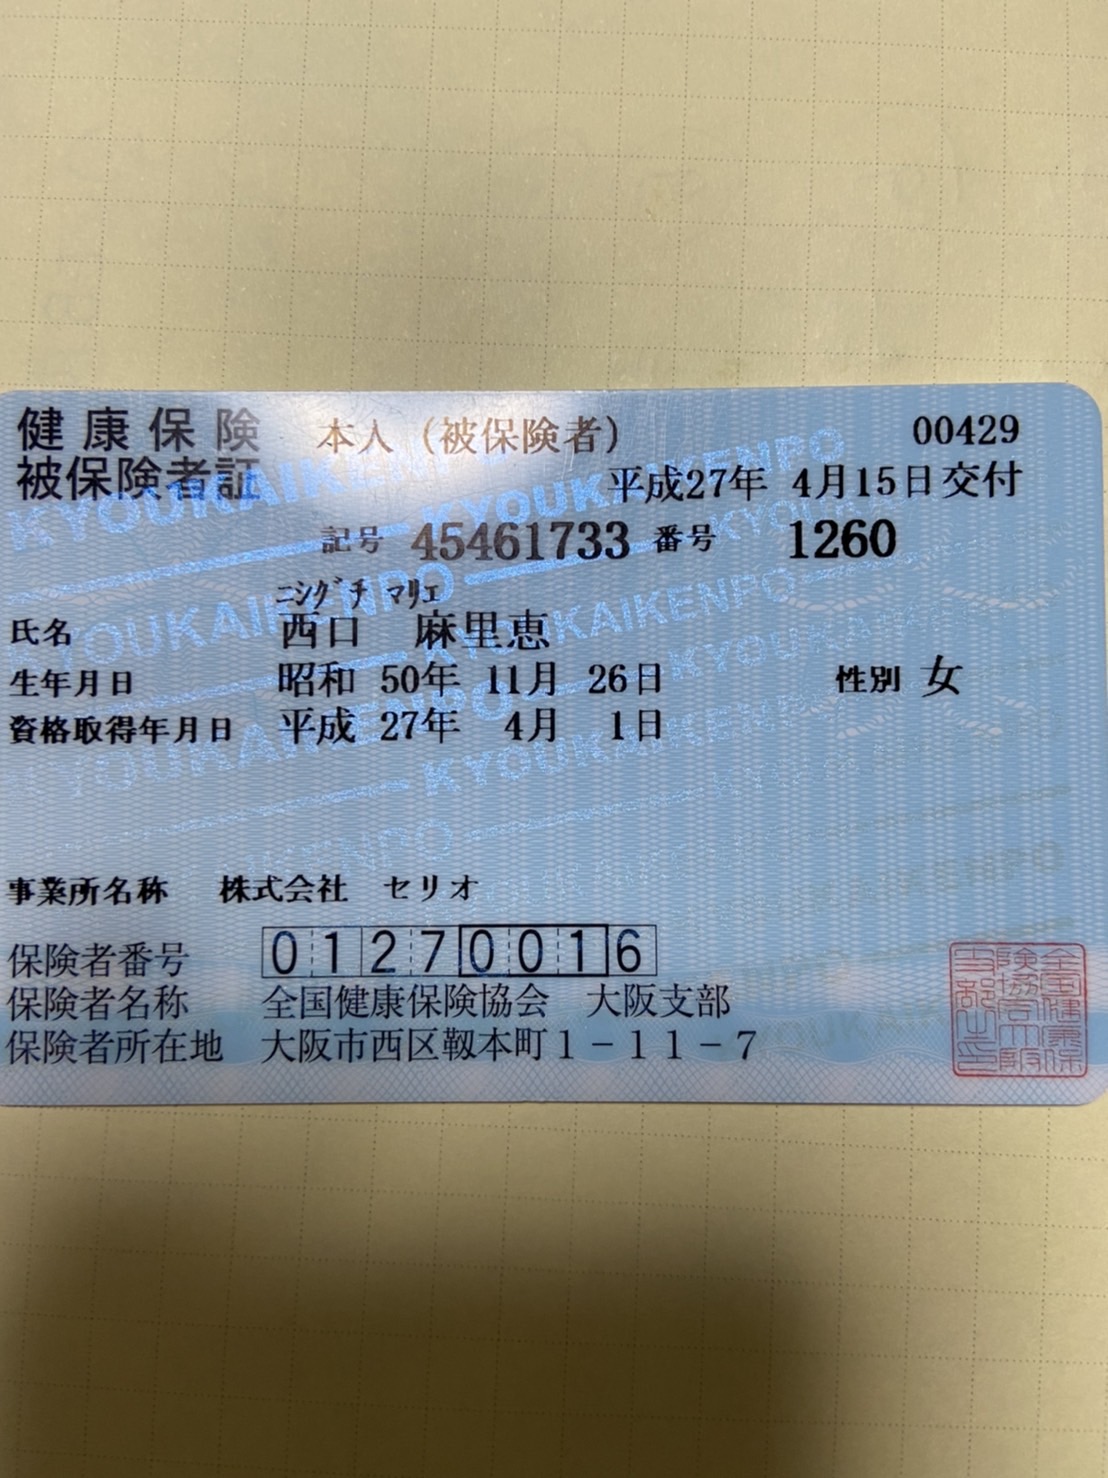 健康保険 本人（被保険者） 00429
被保険者証 平成27年 4月15日交付
記号 45461733 番号 1260
ﾆｼｸﾞﾁ ﾏﾘｴ
氏名 西口 麻里恵
生年月日 昭和 50年 11月 26日 性別 女
資格取得年月日 平成 27年 4月 1日
事業所名称 株式会社 セリオ
保険者番号 01270016
保険者名称 全国健康保険協会 大阪支部
保険者所在地 大阪市西区靱本町１－１１－７
KYOUKAIKENPO